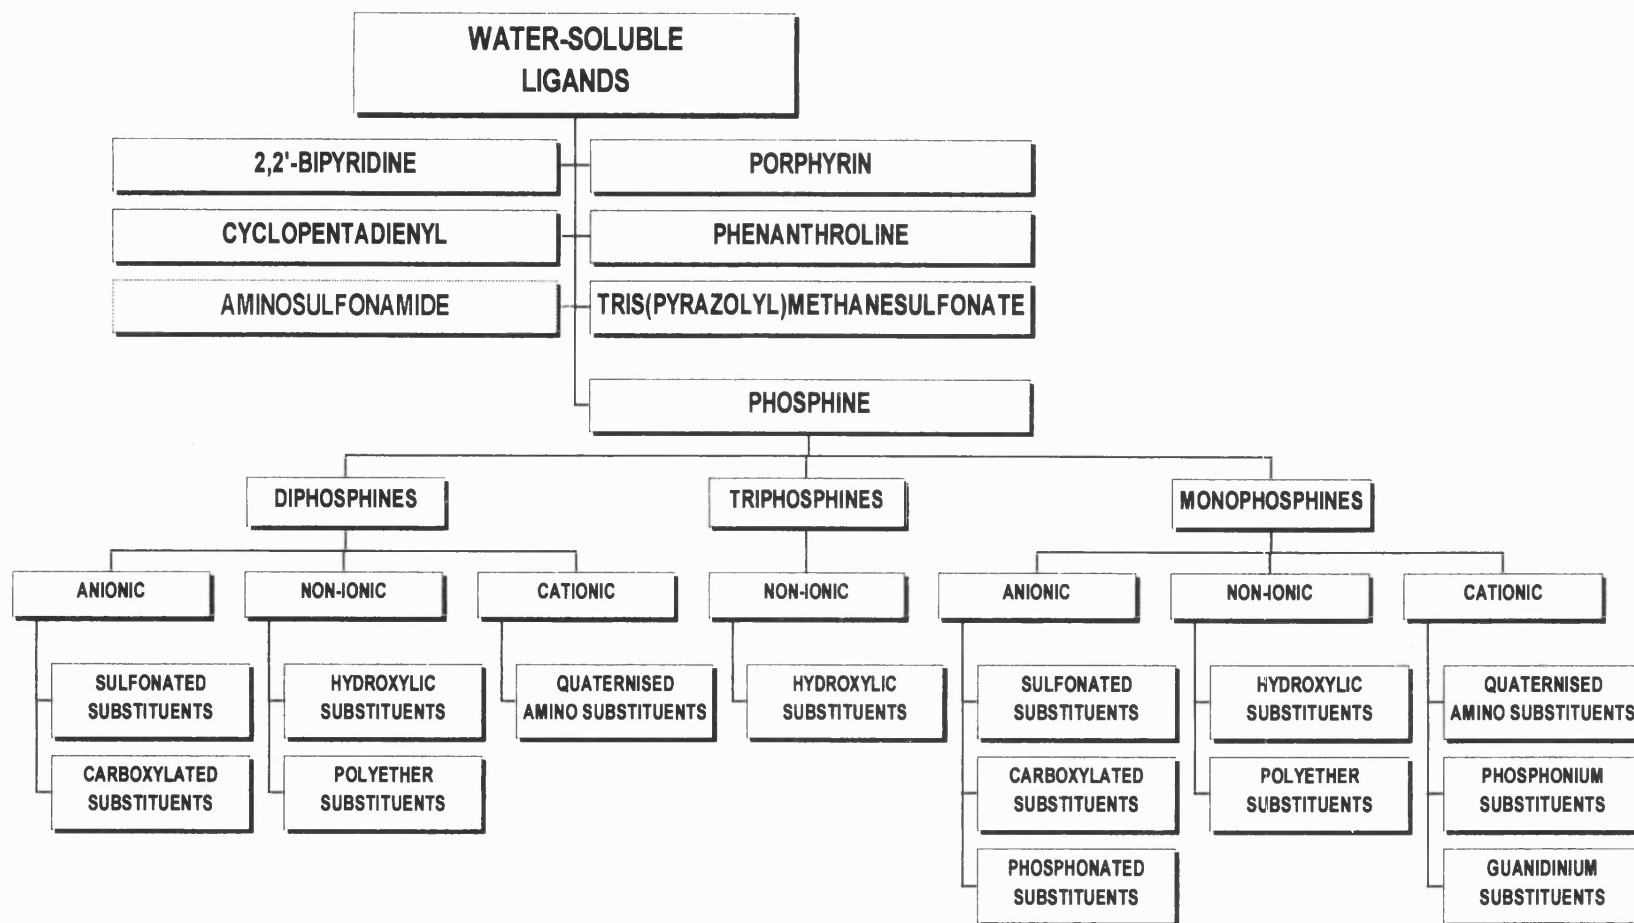 WATER-SOLUBLE
LIGANDS
2,2'-BIPYRIDINE
PORPHYRIN
CYCLOPENTADIENYL
PHENANTHROLINE
AMINOSULFONAMIDE
TRIS(PYRAZOLYL)METHANESULFONATE
PHOSPHINE
DIPHOSPHINES
TRIPHOSPHINES
MONOPHOSPHINES
ANIONIC
NON-IONIC
CATIONIC
NON-IONIC
ANIONIC
NON-IONIC
CATIONIC
SULFONATED
SUBSTITUENTS
HYDROXYLIC
SUBSTITUENTS
QUATERNISED
AMINO SUBSTITUENTS
HYDROXYLIC
SUBSTITUENTS
SULFONATED
SUBSTITUENTS
HYDROXYLIC
SUBSTITUENTS
QUATERNISED
AMINO SUBSTITUENTS
CARBOXYLATED
SUBSTITUENTS
POLYETHER
SUBSTITUENTS
CARBOXYLATED
SUBSTITUENTS
POLYETHER
SUBSTITUENTS
PHOSPHONIUM
SUBSTITUENTS
PHOSPHONATED
SUBSTITUENTS
GUANIDINIUM
SUBSTITUENTS